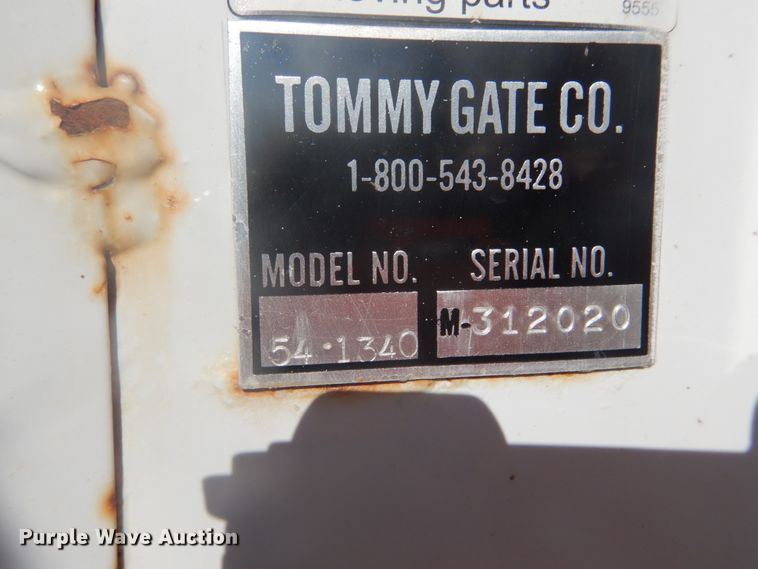 parts
9555
TOMMY GATE CO.
1-800-543-8428
MODEL NO. SERIAL NO.
54-1340 M-312020
Purple Wave Auction